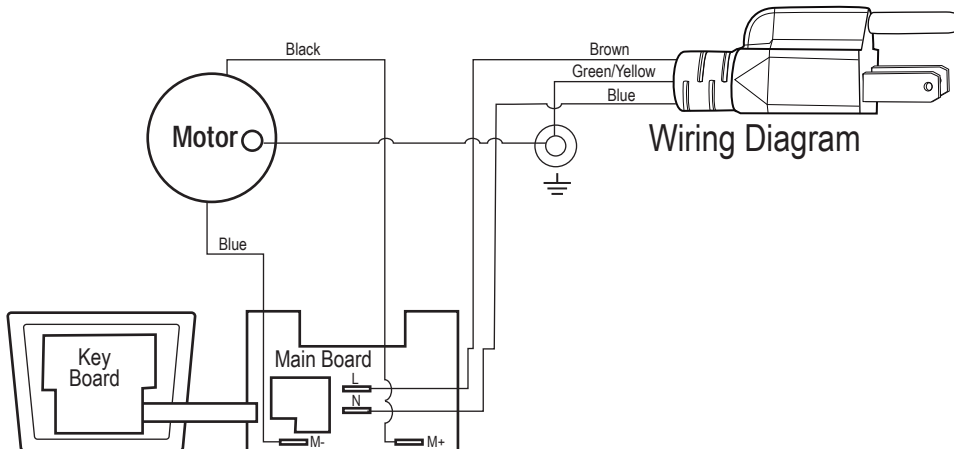 Black
Brown
Green/Yellow
Blue
Motor
Wiring Diagram
Blue
Key
Board
Main Board
L
N
M-
M+